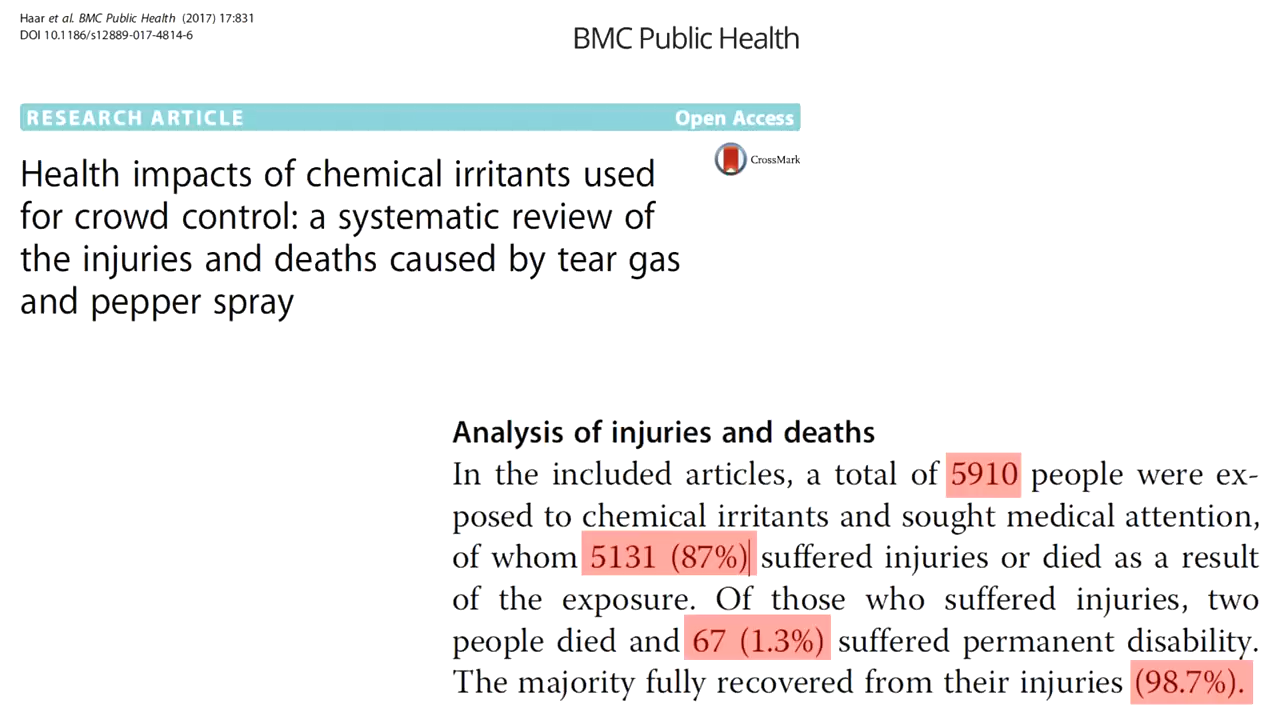 Haar et al. BMC Public Health (2017) 17:831
DOI 10.1186/s12889-017-4814-6
BMC Public Health
RESEARCH ARTICLE
Open Access
CrossMark
Health impacts of chemical irritants used
for crowd control: a systematic review of
the injuries and deaths caused by tear gas
and pepper spray
Analysis of injuries and deaths
In the included articles, a total of 5910 people were ex-
posed to chemical irritants and sought medical attention,
of whom 5131 (87%) suffered injuries or died as a result
of the exposure. Of those who suffered injuries, two
people died and 67 (1.3%) suffered permanent disability.
The majority fully recovered from their injuries (98.7%).